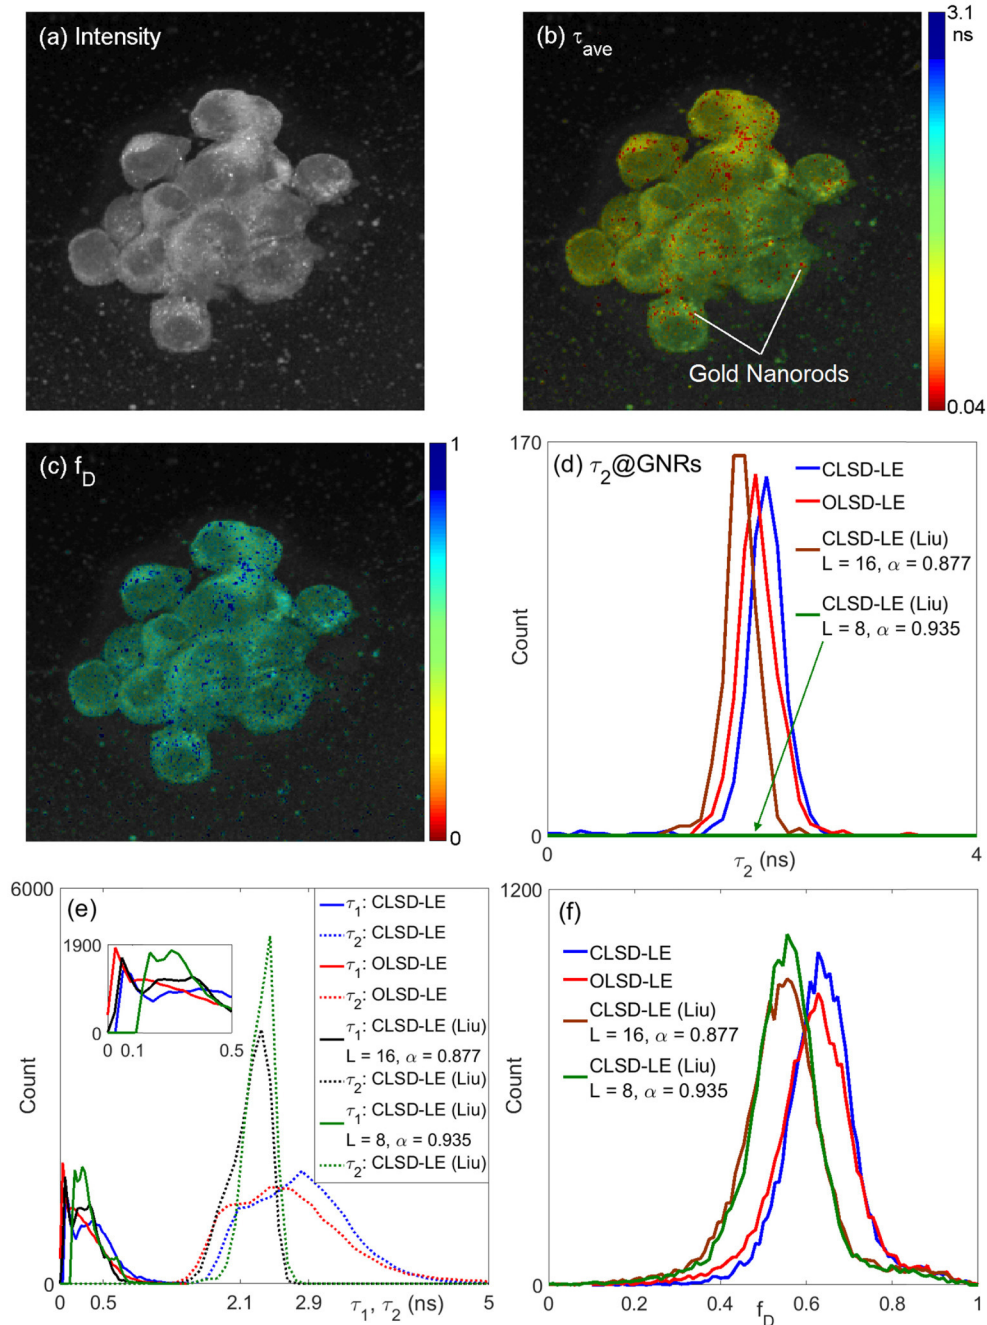 (a) Intensity
(b) τave
3.1
ns
Gold Nanorods
0.04
(c) fD
1
0
(d) τ2@GNRs
170
CLSD-LE
OLSD-LE
CLSD-LE (Liu)
L = 16, α = 0.877
CLSD-LE (Liu)
L = 8, α = 0.935
Count
0
0
τ2 (ns)
4
6000
(e)
τ1: CLSD-LE
τ2: CLSD-LE
τ1: OLSD-LE
τ2: OLSD-LE
τ1: CLSD-LE (Liu)
L = 16, α = 0.877
τ2: CLSD-LE (Liu)
τ1: CLSD-LE (Liu)
L = 8, α = 0.935
τ2: CLSD-LE (Liu)
1900
0
0 0.1 0.5
Count
0
0 0.5 2.1 2.9 5
τ1, τ2 (ns)
1200
(f)
CLSD-LE
OLSD-LE
CLSD-LE (Liu)
L = 16, α = 0.877
CLSD-LE (Liu)
L = 8, α = 0.935
Count
0
0 0.2 0.4 0.6 0.8 1
fD